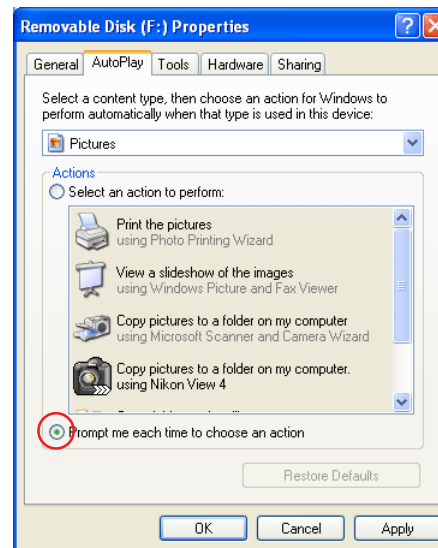 Removable Disk (F:) Properties
General AutoPlay Tools Hardware Sharing
Select a content type, then choose an action for Windows to
perform automatically when that type is used in this device:
Pictures
Actions
Select an action to perform:
Print the pictures
using Photo Printing Wizard
View a slideshow of the images
using Windows Picture and Fax Viewer
Copy pictures to a folder on my computer
using Microsoft Scanner and Camera Wizard
Copy pictures to a folder on my computer.
using Nikon View 4
Prompt me each time to choose an action
Restore Defaults
OK Cancel Apply